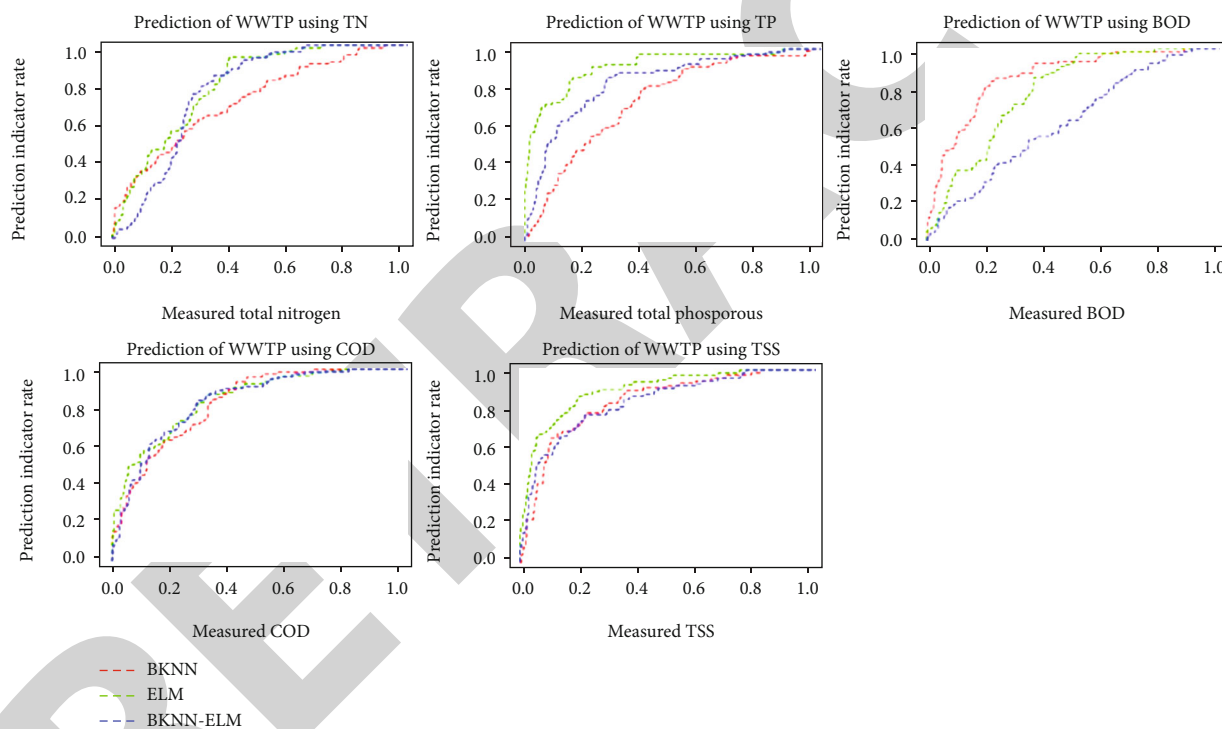 Prediction of WWTP using TN
Prediction indicator rate
1.0
0.8
0.6
0.4
0.2
0.0
0.0 0.2 0.4 0.6 0.8 1.0
Measured total nitrogen
Prediction of WWTP using TP
Prediction indicator rate
1.0
0.8
0.6
0.4
0.2
0.0
0.0 0.2 0.4 0.6 0.8 1.0
Measured total phosporous
Prediction of WWTP using BOD
Prediction indicator rate
1.0
0.8
0.6
0.4
0.2
0.0
0.0 0.2 0.4 0.6 0.8 1.0
Measured BOD
Prediction of WWTP using COD
Prediction indicator rate
1.0
0.8
0.6
0.4
0.2
0.0
0.0 0.2 0.4 0.6 0.8 1.0
Measured COD
Prediction of WWTP using TSS
Prediction indicator rate
1.0
0.8
0.6
0.4
0.2
0.0
0.0 0.2 0.4 0.6 0.8 1.0
Measured TSS
BKNN
ELM
BKNN-ELM